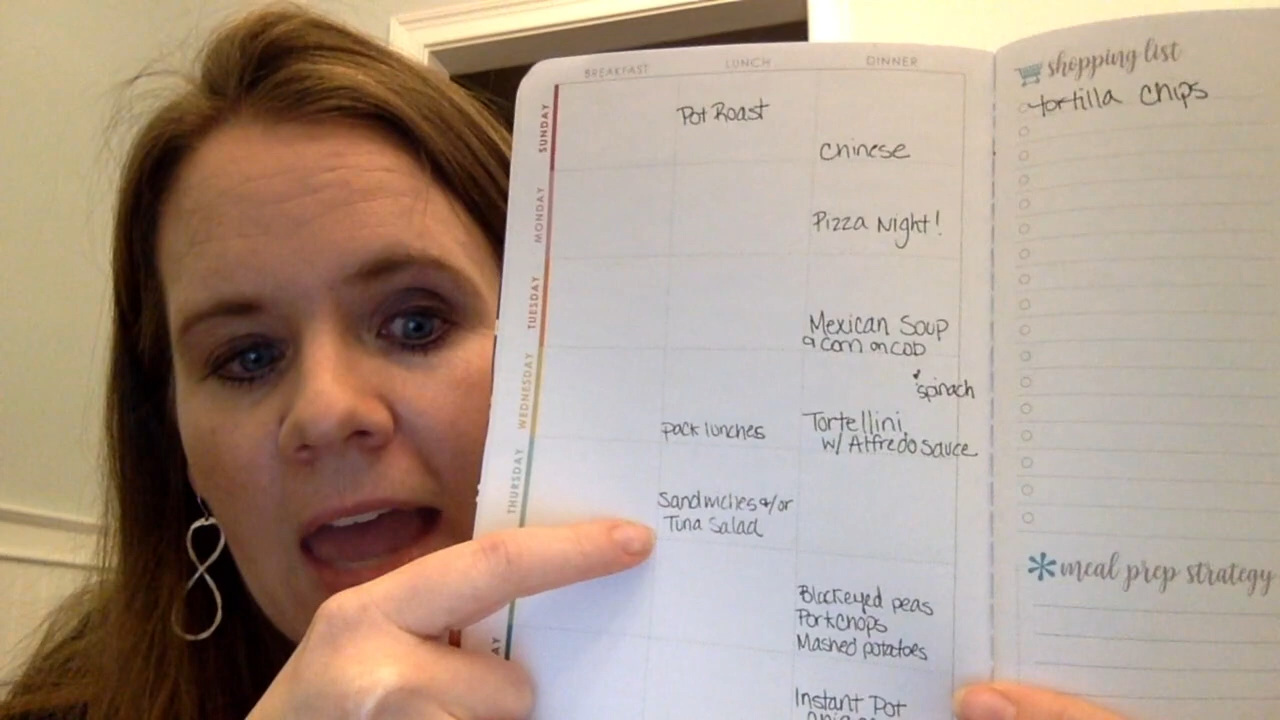 BREAKFAST LUNCH DINNER
SUNDAY
Pot Roast
Chinese
MONDAY
Pizza Night!
TUESDAY
Mexican Soup
& corn on cob
WEDNESDAY
& spinach
pack lunches
Tortellini
w/ Alfredo sauce
THURSDAY
Sandwiches &/or
Tuna Salad
Blackeyed peas
Porkchops
Mashed potatoes
AY
Instant Pot
shopping list
tortilla chips
meal prep strategy